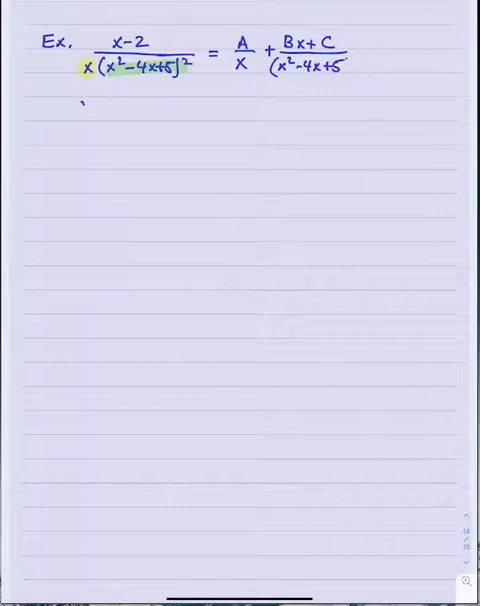 Ex. x-2 / x(x²-4x+5)² = A/x + Bx+C / (x²-4x+5
14
/
15